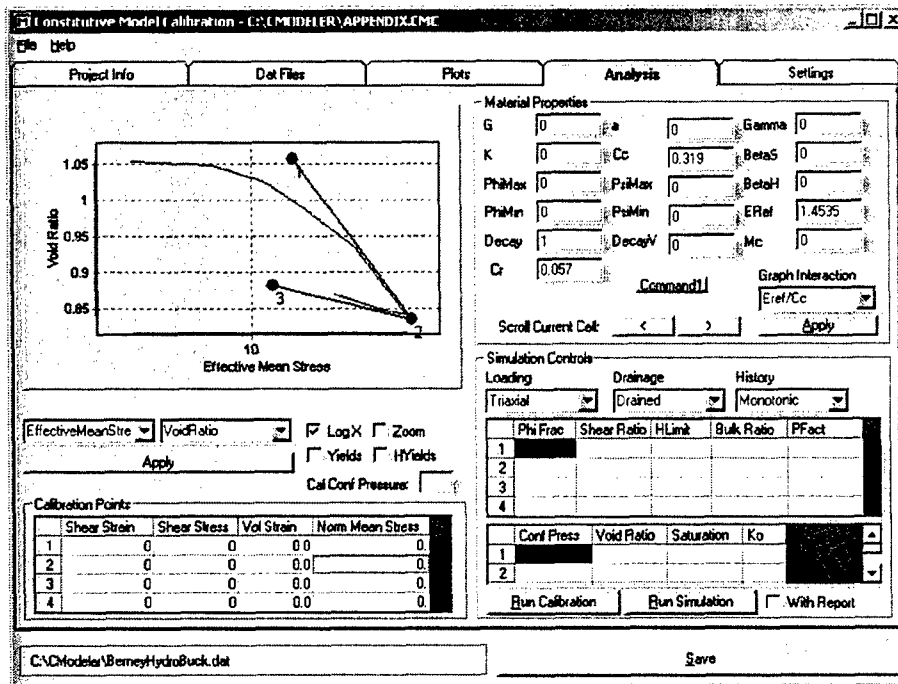 Constitutive Model Calibration - C:\CMODELER\APPENDIX.CMC
File Help
Project Info Dat Files Plots Analysis Settings
1.05
1
0.95
0.9
0.85
Void Ratio
1
2
3
10
Effective Mean Stress
EffectiveMeanStre VoidRatio
Log X Zoom
Yields HYields
Apply
Cal Conf Pressure:
Calibration Points
Shear Strain Shear Stress Vol Strain Norm Mean Stress
1 0 0 0.0 0.
2 0 0 0.0 0.
3 0 0 0.0 0.
4 0 0 0.0 0.
Material Properties
G 0 a 0 Gamma 0
K 0 Cc 0.319 BetaS 0
PhiMax 0 PsiMax 0 BetaH 0
PhiMin 0 PsiMin 0 ERef 1.4535
Decay 1 DecayV 0 Mc 0
Cr 0.057
Command1
Graph Interaction
Eref/Cc
Scroll Current Cell: < > Apply
Simulation Controls
Loading Drainage History
Triaxial Drained Monotonic
Phi Frac Shear Ratio HLimit Bulk Ratio PFact
1
2
3
4
Conf Press Void Ratio Saturation Ko
1
2
Run Calibration Run Simulation With Report
C:\CModeler\BerneyHydroBuck.dat
Save